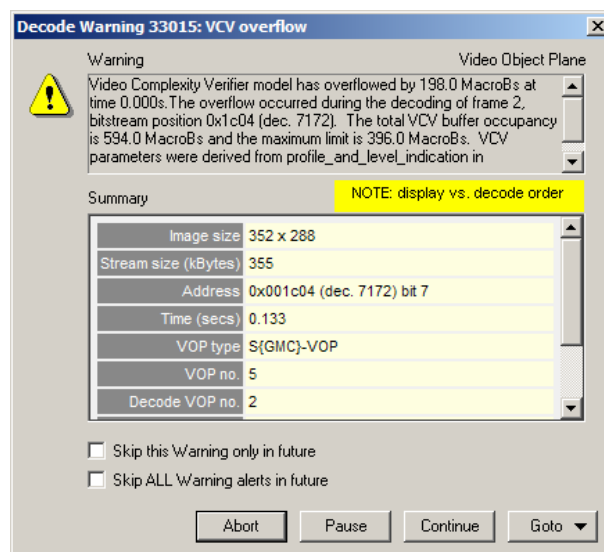 Decode Warning 33015: VCV overflow
Warning Video Object Plane
Video Complexity Verifier model has overflowed by 198.0 MacroBs at
time 0.000s.The overflow occurred during the decoding of frame 2,
bitstream position 0x1c04 (dec. 7172). The total VCV buffer occupancy
is 594.0 MacroBs and the maximum limit is 396.0 MacroBs. VCV
parameters were derived from profile_and_level_indication in
Summary NOTE: display vs. decode order
Image size 352 x 288
Stream size (kBytes) 355
Address 0x001c04 (dec. 7172) bit 7
Time (secs) 0.133
VOP type S{GMC}-VOP
VOP no. 5
Decode VOP no. 2
Skip this Warning only in future
Skip ALL Warning alerts in future
Abort Pause Continue Goto